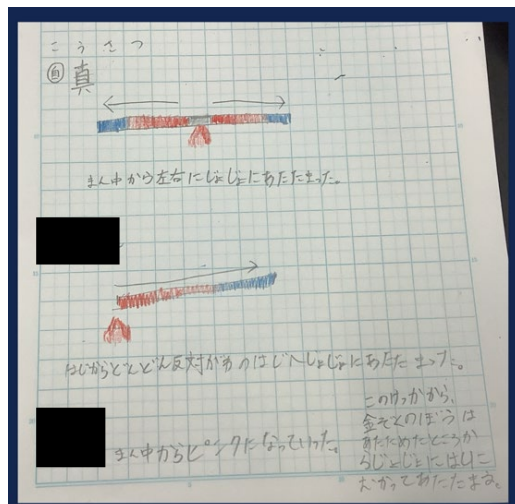 こうさつ
自 真
まん中から左右にじょじょにあたたまった。
はじからどんどん反対がわのはじへじょじょにあたたまった。
まん中からピンクになっていった。
このけっかから、
金ぞくのぼうは
あたためたところか
らじょじょにはしに
むかってあたたまる。